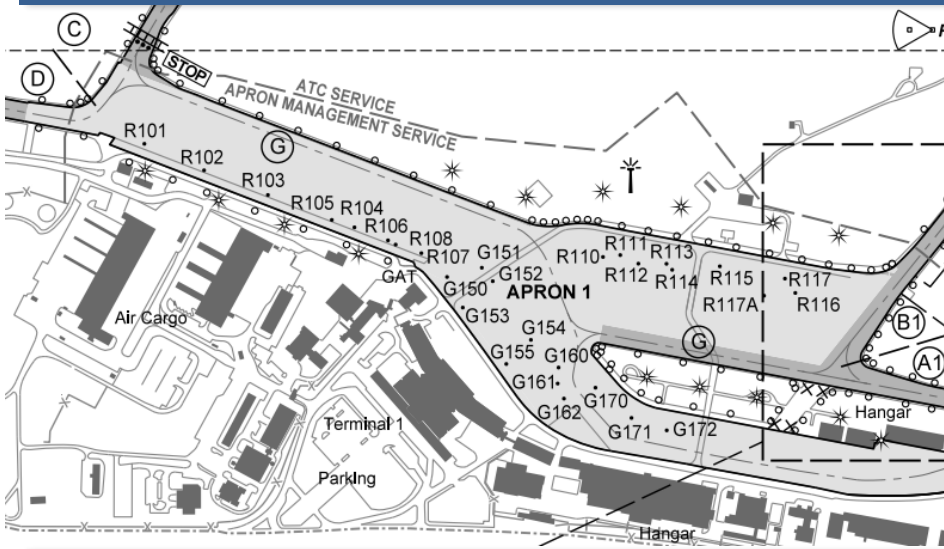 C
D
STOP
ATC SERVICE
APRON MANAGEMENT SERVICE
R101
R102
G
R103
R105
R104
R106
R108
R107
GAT
G151
G150
G152
APRON 1
G153
R110
R111
R112
R113
R114
R115
R117
R117A
R116
G154
G155
G160
G161
G162
G
B1
A1
G170
G171
G172
Hangar
Air Cargo
Terminal 1
Parking
Hangar